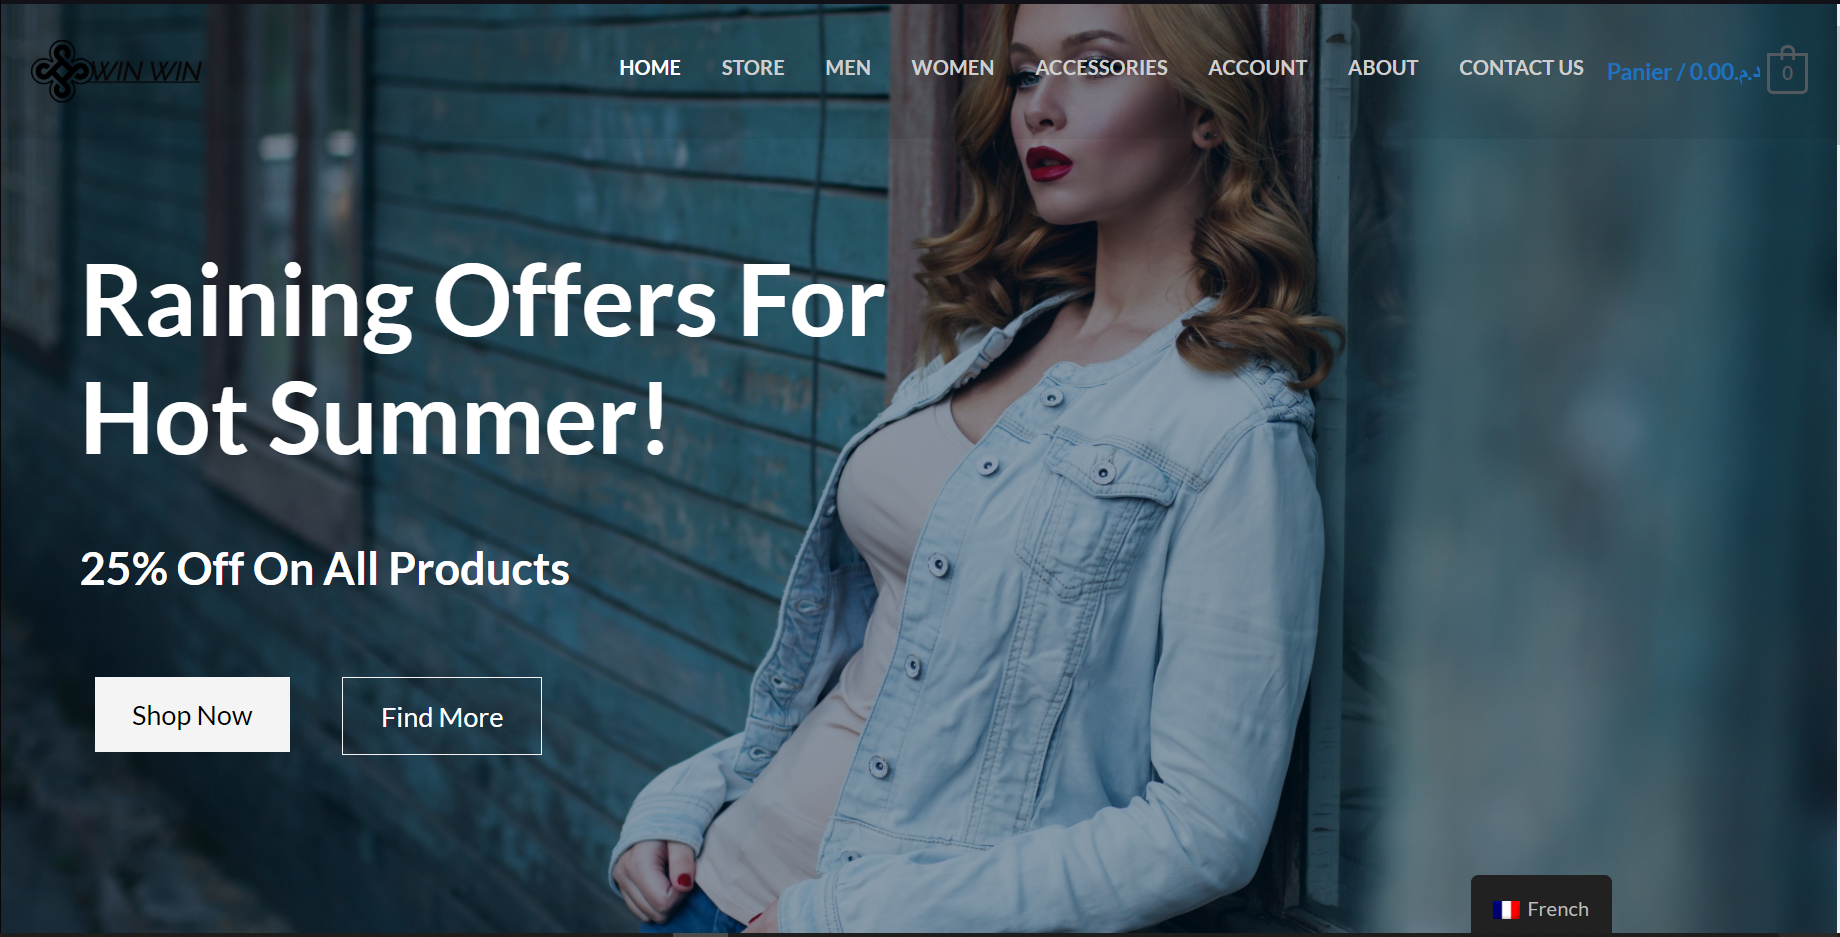 WIN WIN
HOME STORE MEN WOMEN ACCESSORIES ACCOUNT ABOUT CONTACT US Panier / 0.00د.م. 0
Raining Offers For
Hot Summer!
25% Off On All Products
Shop Now Find More
French